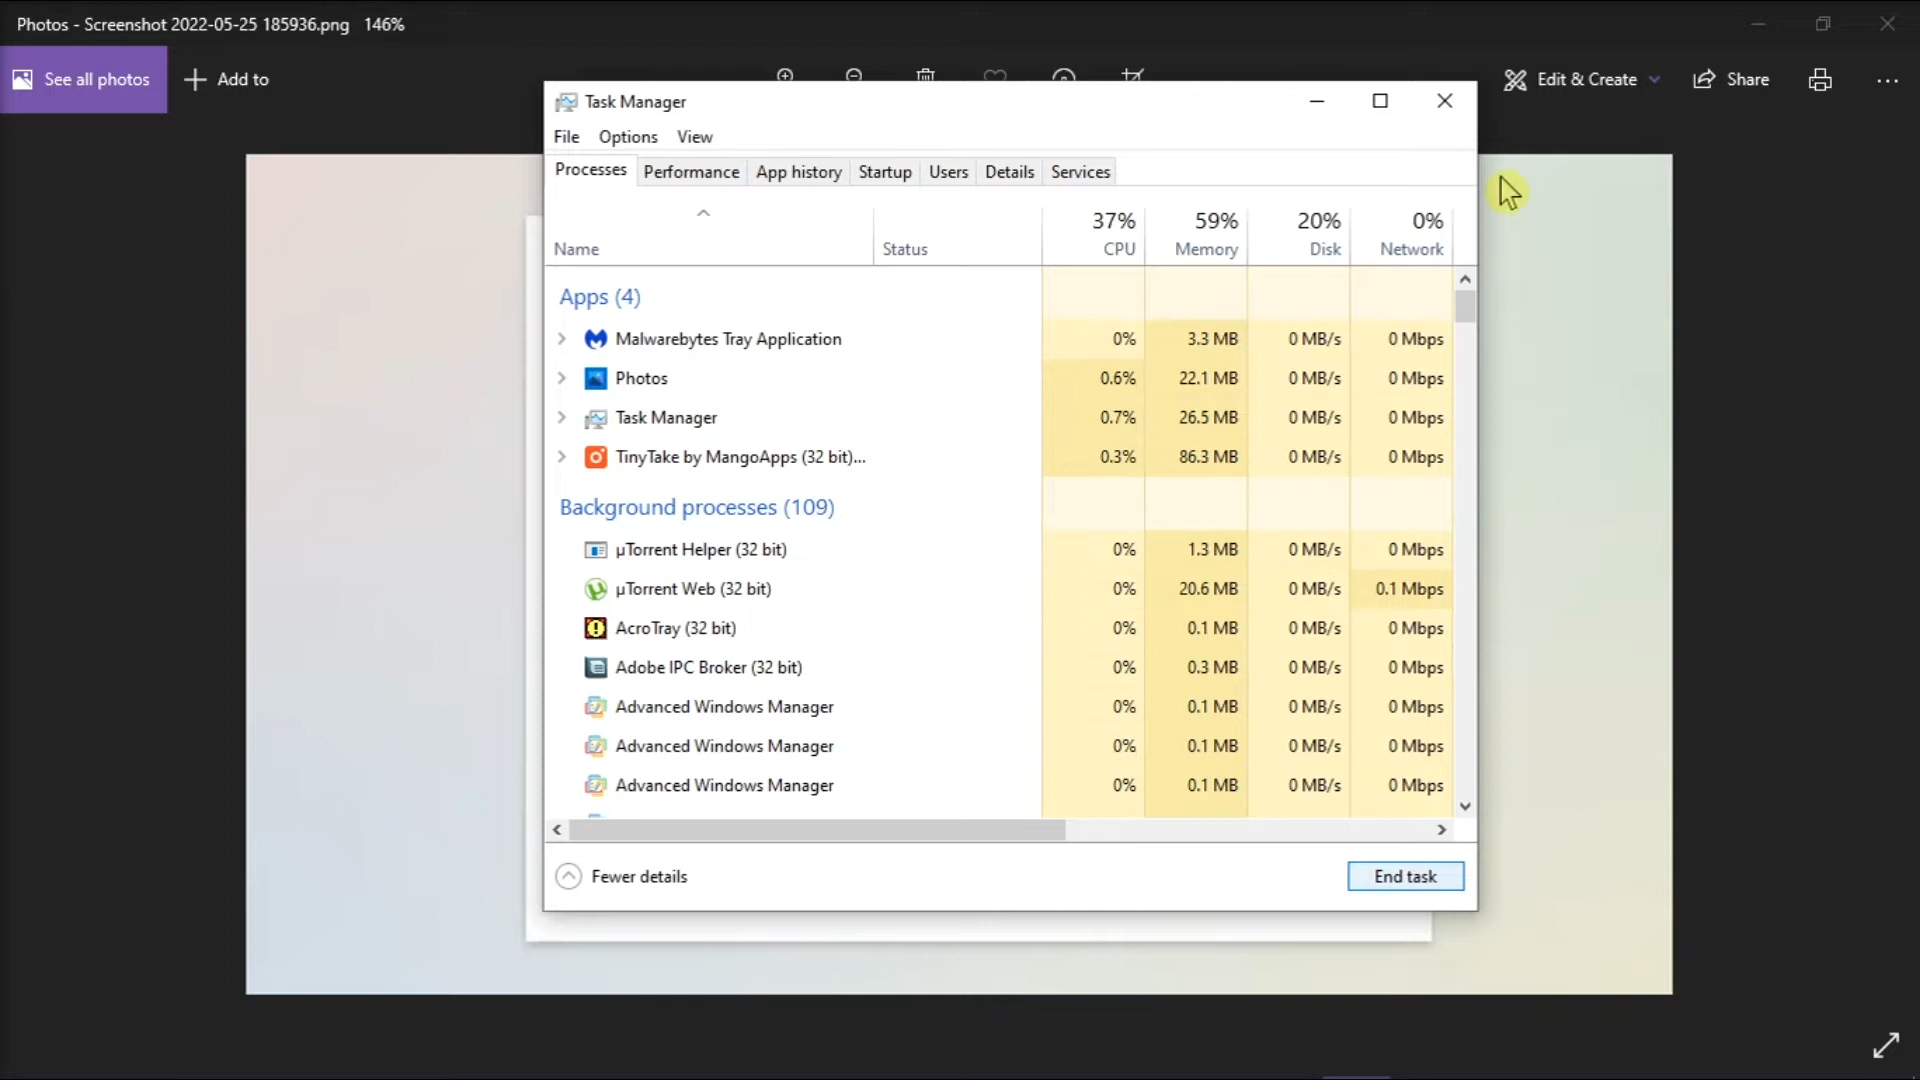 Photos - Screenshot 2022-05-25 185936.png 146%
See all photos
Add to
Edit & Create
Share
Task Manager
File Options View
Processes Performance App history Startup Users Details Services
37% 59% 20% 0%
Name Status CPU Memory Disk Network
Apps (4)
Malwarebytes Tray Application 0% 3.3 MB 0 MB/s 0 Mbps
Photos 0.6% 22.1 MB 0 MB/s 0 Mbps
Task Manager 0.7% 26.5 MB 0 MB/s 0 Mbps
TinyTake by MangoApps (32 bit)... 0.3% 86.3 MB 0 MB/s 0 Mbps
Background processes (109)
µTorrent Helper (32 bit) 0% 1.3 MB 0 MB/s 0 Mbps
µTorrent Web (32 bit) 0% 20.6 MB 0 MB/s 0.1 Mbps
AcroTray (32 bit) 0% 0.1 MB 0 MB/s 0 Mbps
Adobe IPC Broker (32 bit) 0% 0.3 MB 0 MB/s 0 Mbps
Advanced Windows Manager 0% 0.1 MB 0 MB/s 0 Mbps
Advanced Windows Manager 0% 0.1 MB 0 MB/s 0 Mbps
Advanced Windows Manager 0% 0.1 MB 0 MB/s 0 Mbps
Fewer details
End task